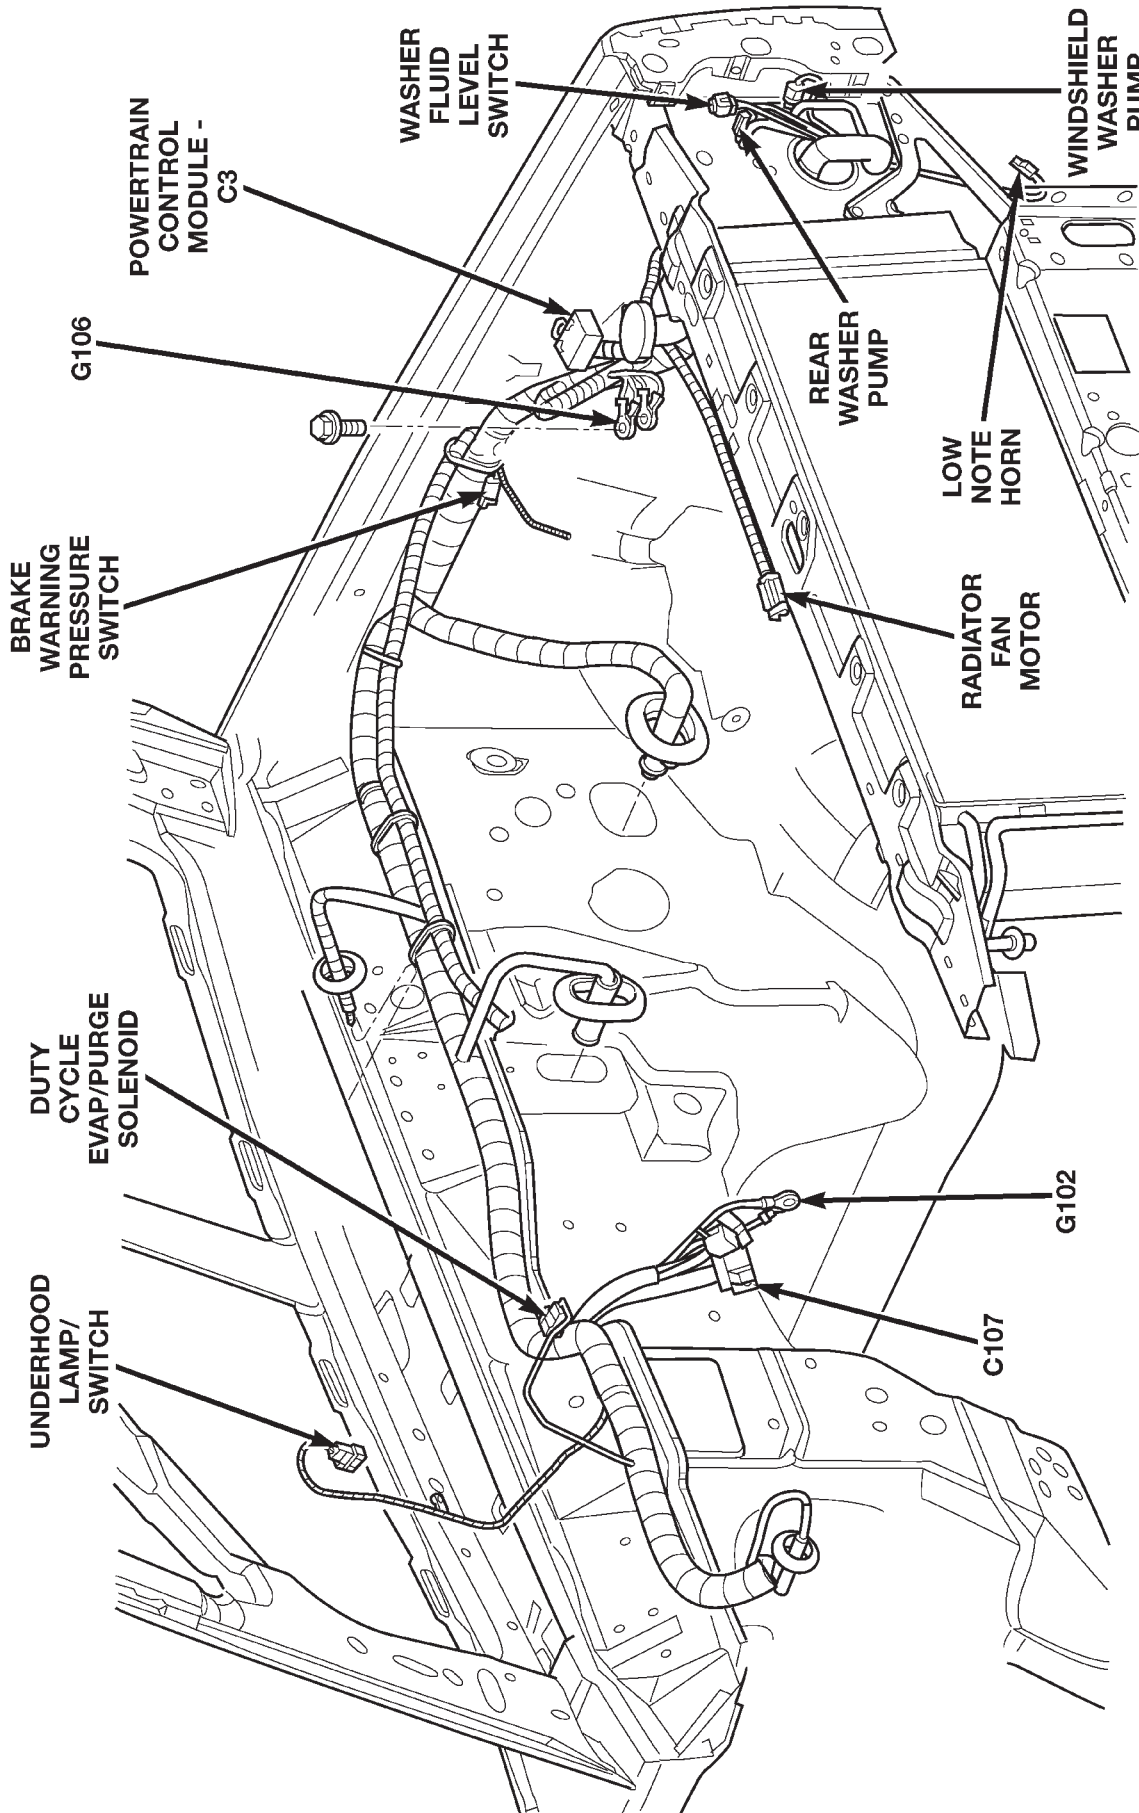 UNDERHOOD
LAMP/
SWITCH
DUTY
CYCLE
EVAP/PURGE
SOLENOID
BRAKE
WARNING
PRESSURE
SWITCH
G106
POWERTRAIN
CONTROL
MODULE -
C3
WASHER
FLUID
LEVEL
SWITCH
C107
G102
RADIATOR
FAN
MOTOR
LOW
NOTE
HORN
REAR
WASHER
PUMP
WINDSHIELD
WASHER
PUMP